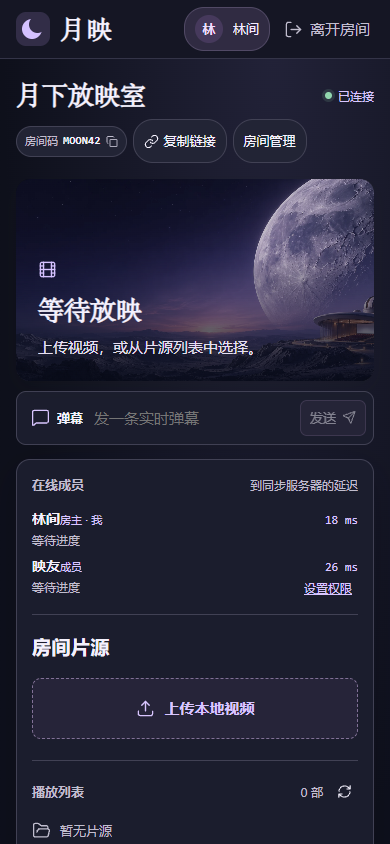 月映
林 林间 离开房间
月下放映室 已连接
房间码 MOON42 复制链接 房间管理
等待放映
上传视频，或从片源列表中选择。
弹幕 发一条实时弹幕 发送
在线成员 到同步服务器的延迟
林间房主 · 我 18 ms
等待进度
映友成员 26 ms
等待进度 设置权限
房间片源
上传本地视频
播放列表 0 部
暂无片源